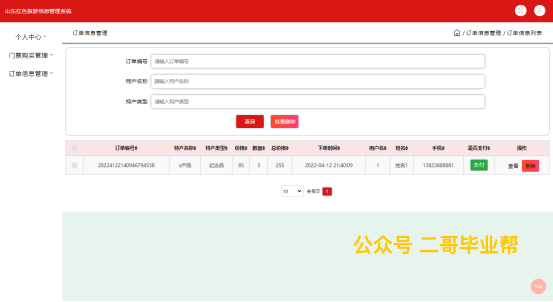 山东红色旅游信息管理系统
个人中心
门票购买管理
订单信息管理
订单信息管理
/ 订单信息管理 / 订单信息列表
订单编号 请输入订单编号
特产名称 请输入特产名称
特产类型 请输入特产类型
查询 批量删除
订单编号 特产名称 特产类型 价格 数量 总价格 下单时间 用户名 姓名 手机 是否支付 操作
20224122140946794558 x产品 纪念品 85 3 255 2022-04-12 21:40:09 1 姓名1 13823888881 支付 查看 删除
10 条每页 1
公众号 二哥毕业帮